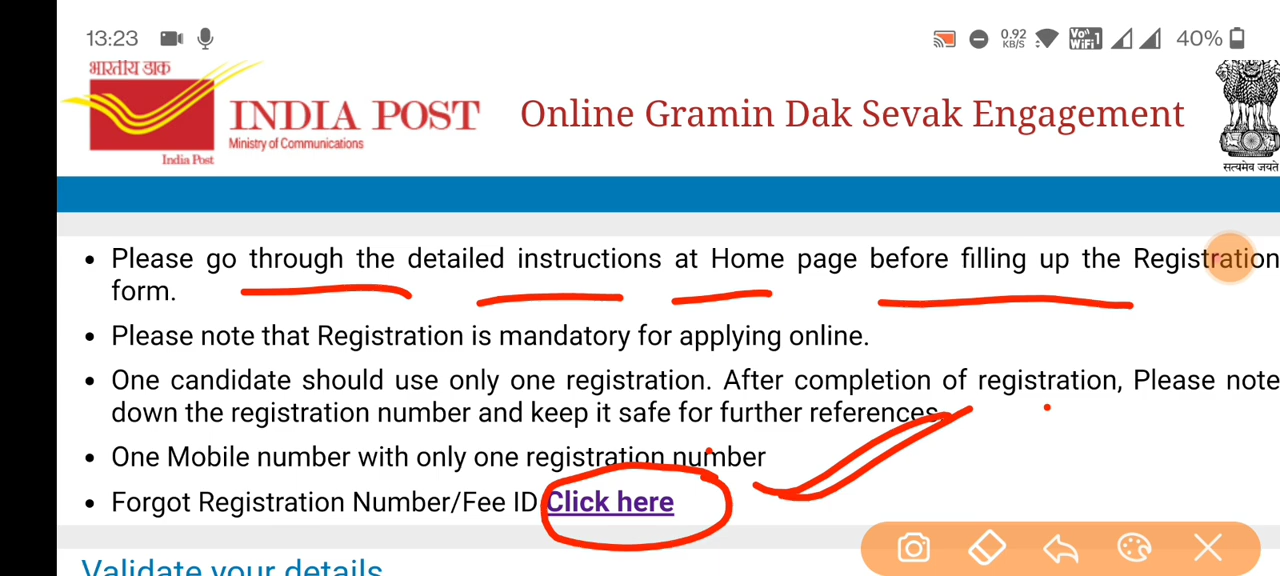 13:23 0.92 KB/S Vo WiFi 1 40%
भारतीय डाक
INDIA POST
Ministry of Communications
India Post
Online Gramin Dak Sevak Engagement
सत्यमेव जयते
Please go through the detailed instructions at Home page before filling up the Registration
form.
Please note that Registration is mandatory for applying online.
One candidate should use only one registration. After completion of registration, Please note
down the registration number and keep it safe for further references
One Mobile number with only one registration number
Forgot Registration Number/Fee ID Click here
Validate your details